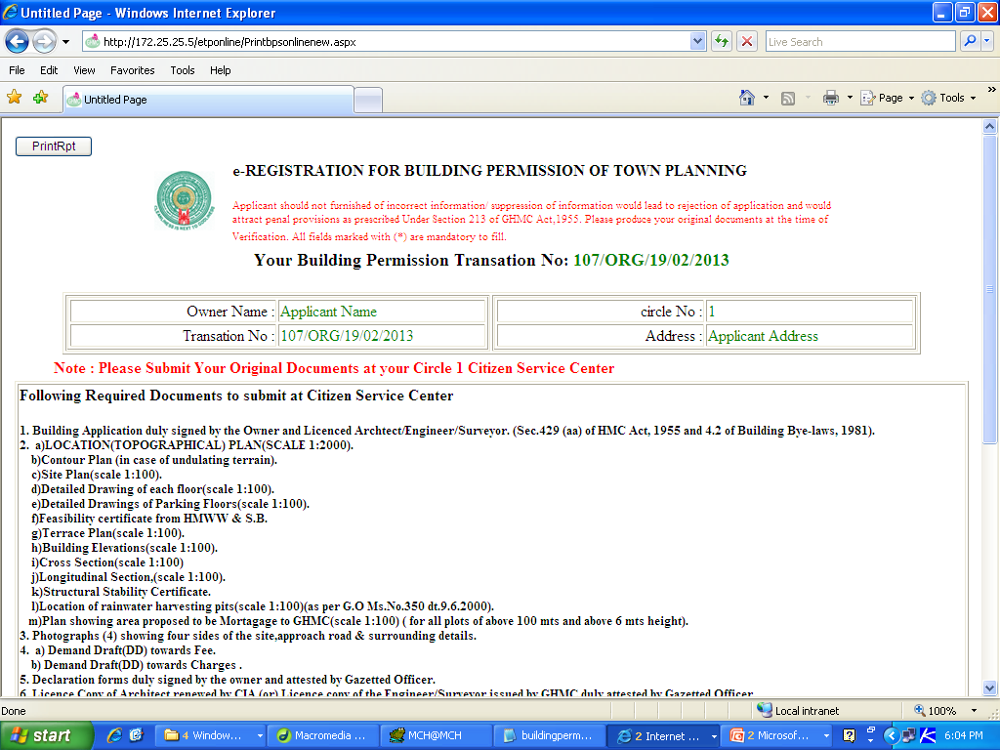 Untitled Page - Windows Internet Explorer
http://172.25.25.5/etponline/Printbpsonlinenew.aspx
Live Search
File Edit View Favorites Tools Help
Untitled Page
Page Tools
PrintRpt
e-REGISTRATION FOR BUILDING PERMISSION OF TOWN PLANNING
Applicant should not furnished of incorrect information/ suppression of information would lead to rejection of application and would
attract penal provisions as prescribed Under Section 213 of GHMC Act,1955. Please produce your original documents at the time of
Verification. All fields marked with (*) are mandatory to fill.
Your Building Permission Transation No: 107/ORG/19/02/2013
Owner Name : Applicant Name circle No : 1
Transation No : 107/ORG/19/02/2013 Address : Applicant Address
Note : Please Submit Your Original Documents at your Circle 1 Citizen Service Center
Following Required Documents to submit at Citizen Service Center
1. Building Application duly signed by the Owner and Licenced Archtect/Engineer/Surveyor. (Sec.429 (aa) of HMC Act, 1955 and 4.2 of Building Bye-laws, 1981).
2. a)LOCATION(TOPOGRAPHICAL) PLAN(SCALE 1:2000).
b)Contour Plan (in case of undulating terrain).
c)Site Plan(scale 1:100).
d)Detailed Drawing of each floor(scale 1:100).
e)Detailed Drawings of Parking Floors(scale 1:100).
f)Feasibility certificate from HMWW & S.B.
g)Terrace Plan(scale 1:100).
h)Building Elevations(scale 1:100).
i)Cross Section(scale 1:100)
j)Longitudinal Section,(scale 1:100).
k)Structural Stability Certificate.
l)Location of rainwater harvesting pits(scale 1:100)(as per G.O Ms.No.350 dt.9.6.2000).
m)Plan showing area proposed to be Mortagage to GHMC(scale 1:100) ( for all plots of above 100 mts and above 6 mts height).
3. Photographs (4) showing four sides of the site,approach road & surrounding details.
4. a) Demand Draft(DD) towards Fee.
b) Demand Draft(DD) towards Charges .
5. Declaration forms duly signed by the owner and attested by Gazetted Officer.
6. Licence Copy of Architect renewed by CIA (or) Licence copy of the Engineer/Surveyor issued by GHMC duly attested by Gazetted Officer
Done Local intranet 100%
start 4 Window... Macromedia ... MCH@MCH buildingperm... 2 Internet ... 2 Microsof... 6:04 PM